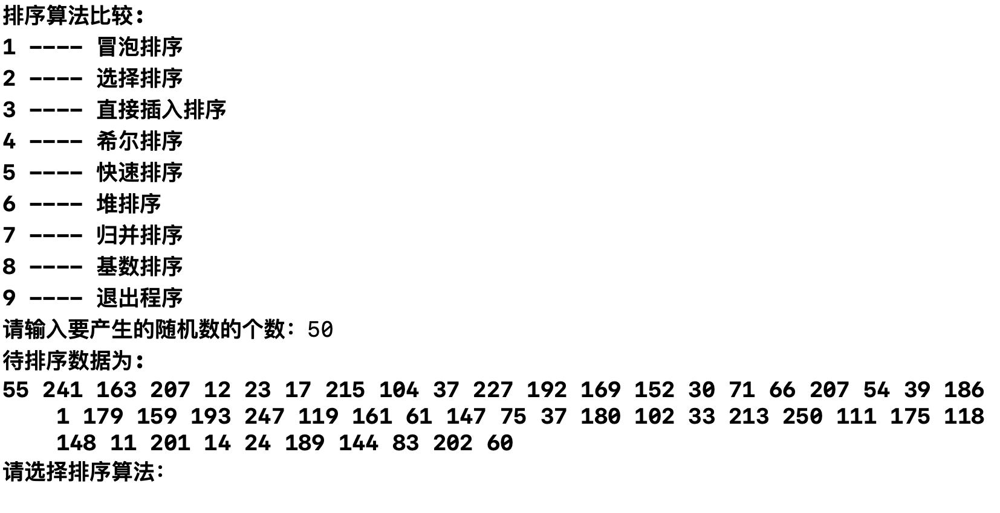 排序算法比较:
1 ---- 冒泡排序
2 ---- 选择排序
3 ---- 直接插入排序
4 ---- 希尔排序
5 ---- 快速排序
6 ---- 堆排序
7 ---- 归并排序
8 ---- 基数排序
9 ---- 退出程序
请输入要产生的随机数的个数：50
待排序数据为:
55 241 163 207 12 23 17 215 104 37 227 192 169 152 30 71 66 207 54 39 186
1 179 159 193 247 119 161 61 147 75 37 180 102 33 213 250 111 175 118
148 11 201 14 24 189 144 83 202 60
请选择排序算法：